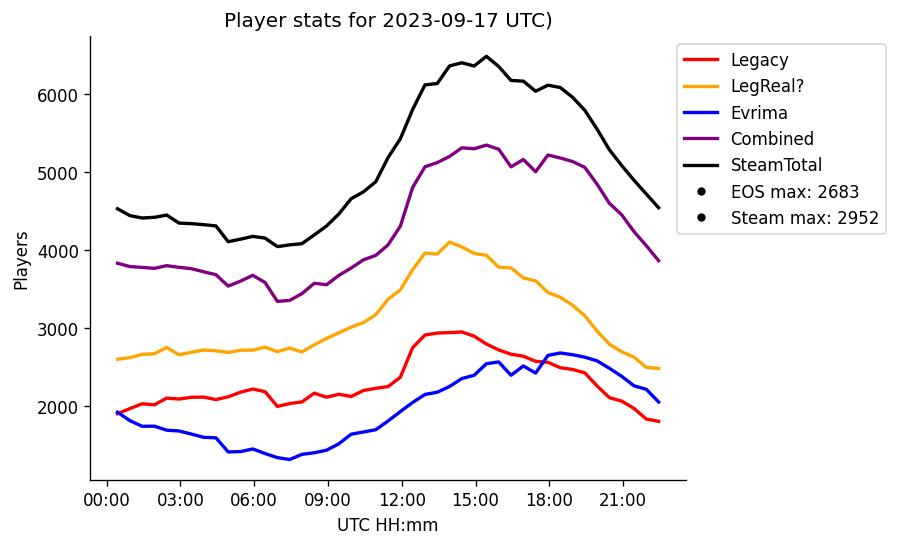 Player stats for 2023-09-17 UTC)
Legacy
LegReal?
Evrima
Combined
SteamTotal
EOS max: 2683
Steam max: 2952
Players
6000
5000
4000
3000
2000
00:00 03:00 06:00 09:00 12:00 15:00 18:00 21:00
UTC HH:mm